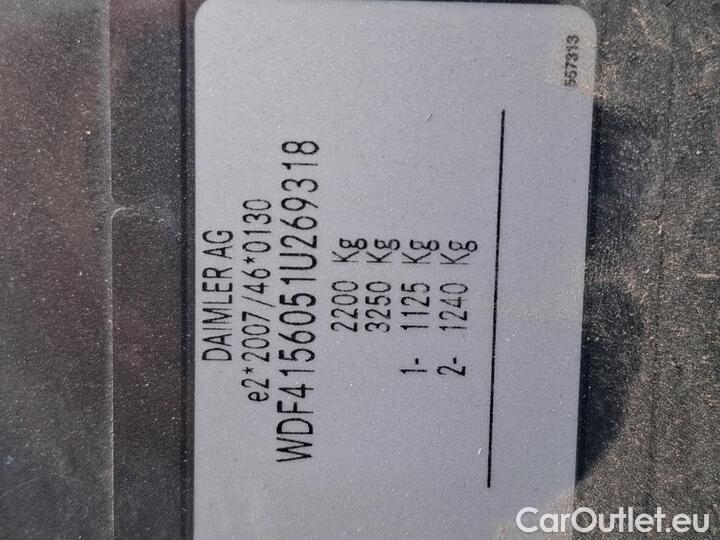 DAIMLER AG
e2*2007/46*0130
WDF4156051U269318
2200 Kg
3250 Kg
1- 1125 Kg
2- 1240 Kg
557313
© CarOutlet.eu